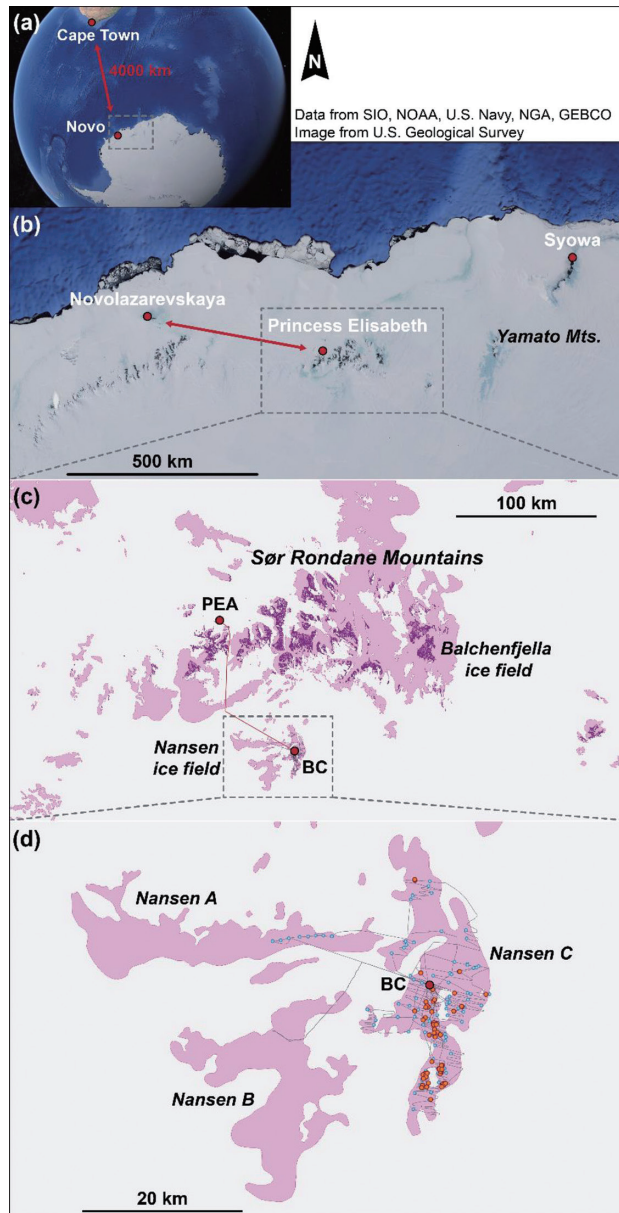 (a)
Cape Town
4000 km
Novo
N
Data from SIO, NOAA, U.S. Navy, NGA, GEBCO
Image from U.S. Geological Survey
(b)
Syowa
Novolazarevskaya
Princess Elisabeth
Yamato Mts.
500 km
(c)
100 km
Sør Rondane Mountains
PEA
Balchenfjella
ice field
Nansen
ice field
BC
(d)
Nansen A
Nansen C
BC
Nansen B
20 km